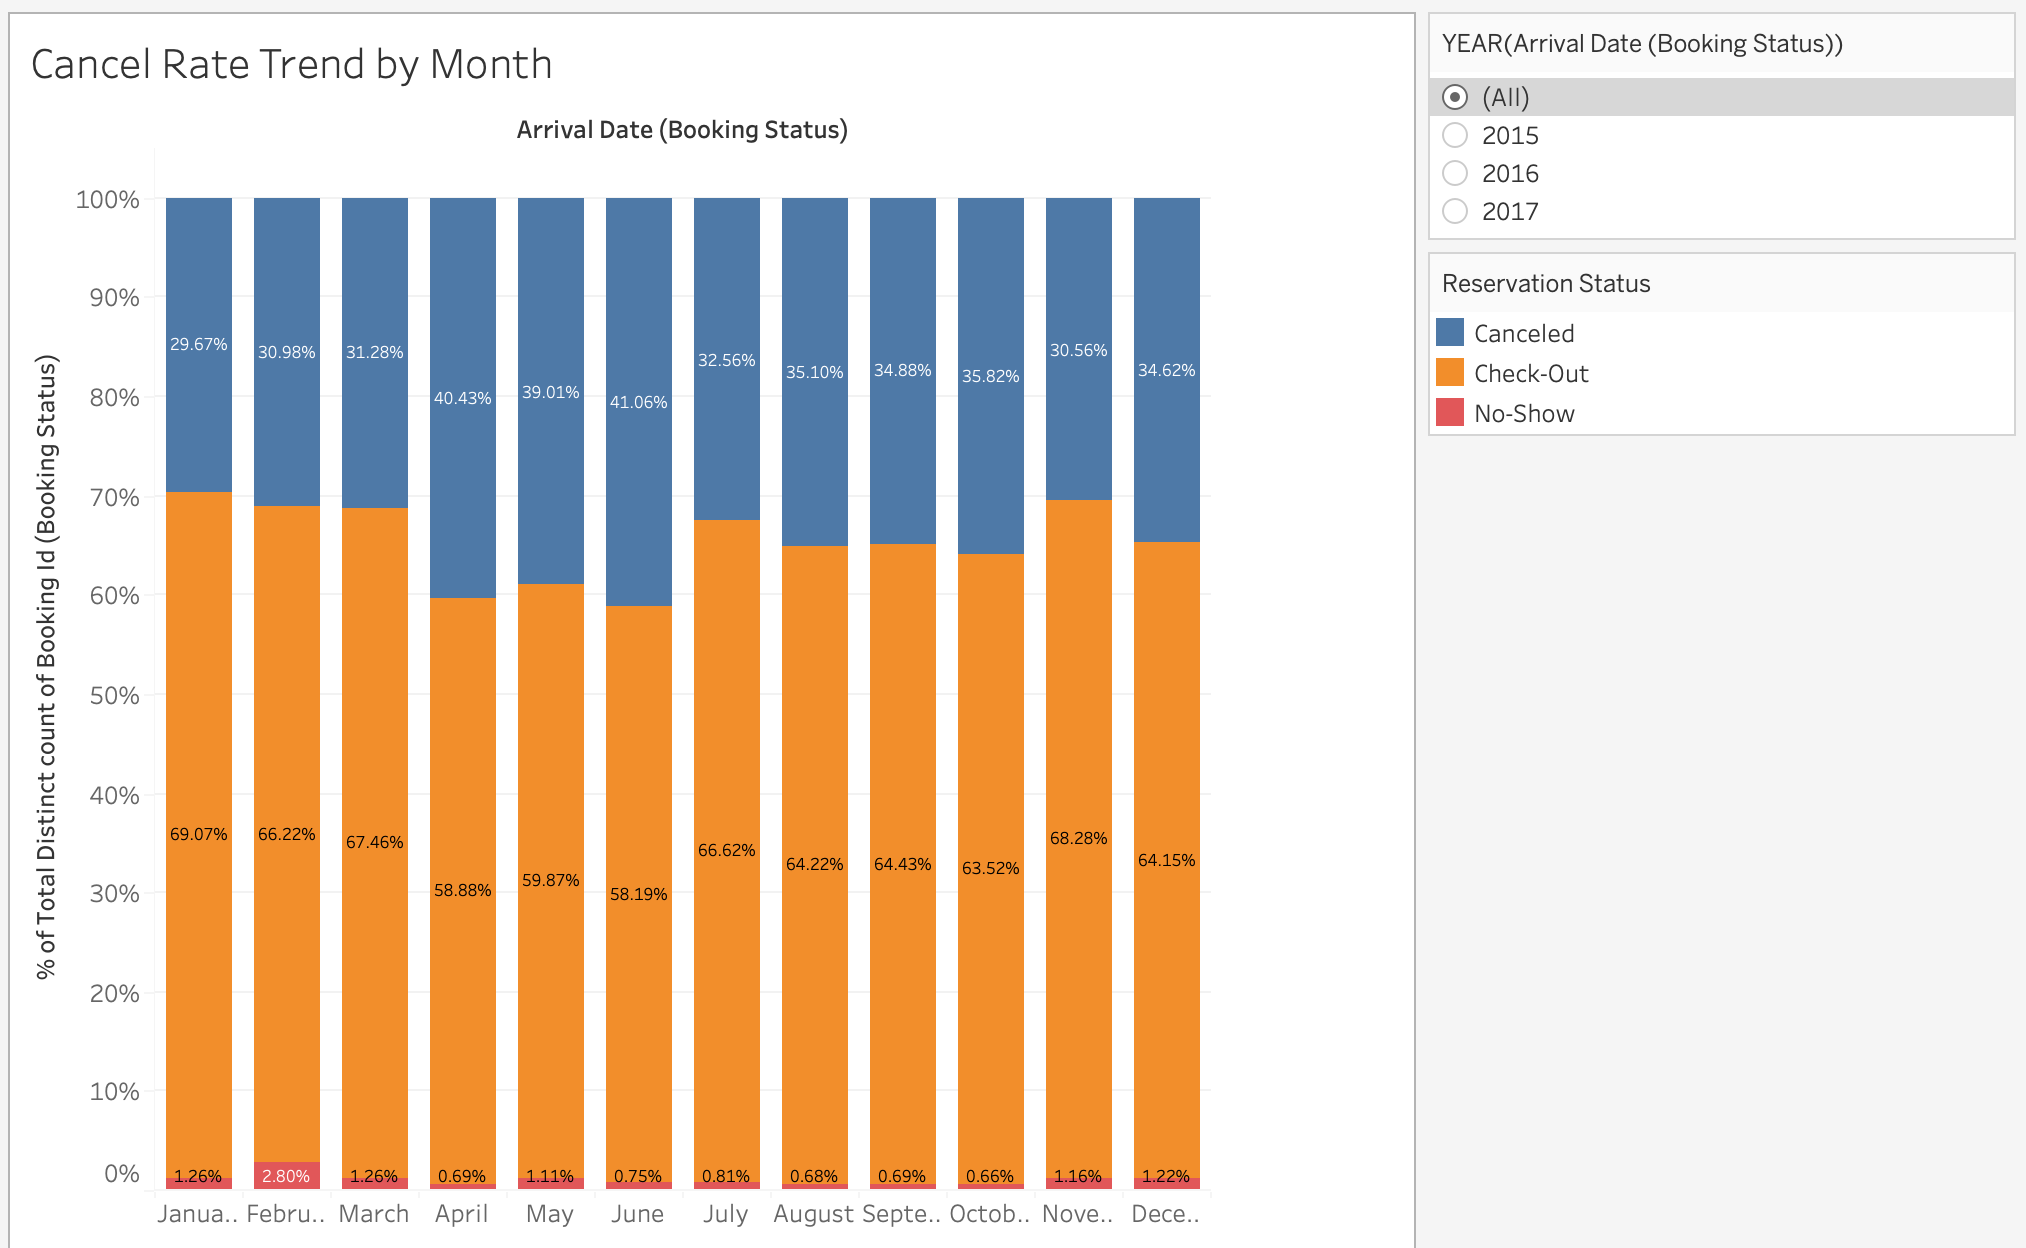 Cancel Rate Trend by Month
Arrival Date (Booking Status)
% of Total Distinct count of Booking Id (Booking Status)
100%
90%
80%
70%
60%
50%
40%
30%
20%
10%
0%
29.67% 30.98% 31.28% 40.43% 39.01% 41.06% 32.56% 35.10% 34.88% 35.82% 30.56% 34.62%
69.07% 66.22% 67.46% 58.88% 59.87% 58.19% 66.62% 64.22% 64.43% 63.52% 68.28% 64.15%
1.26% 2.80% 1.26% 0.69% 1.11% 0.75% 0.81% 0.68% 0.69% 0.66% 1.16% 1.22%
Janua.. Febru.. March April May June July August Septe.. Octob.. Nove.. Dece..
YEAR(Arrival Date (Booking Status))
(All)
2015
2016
2017
Reservation Status
Canceled
Check-Out
No-Show